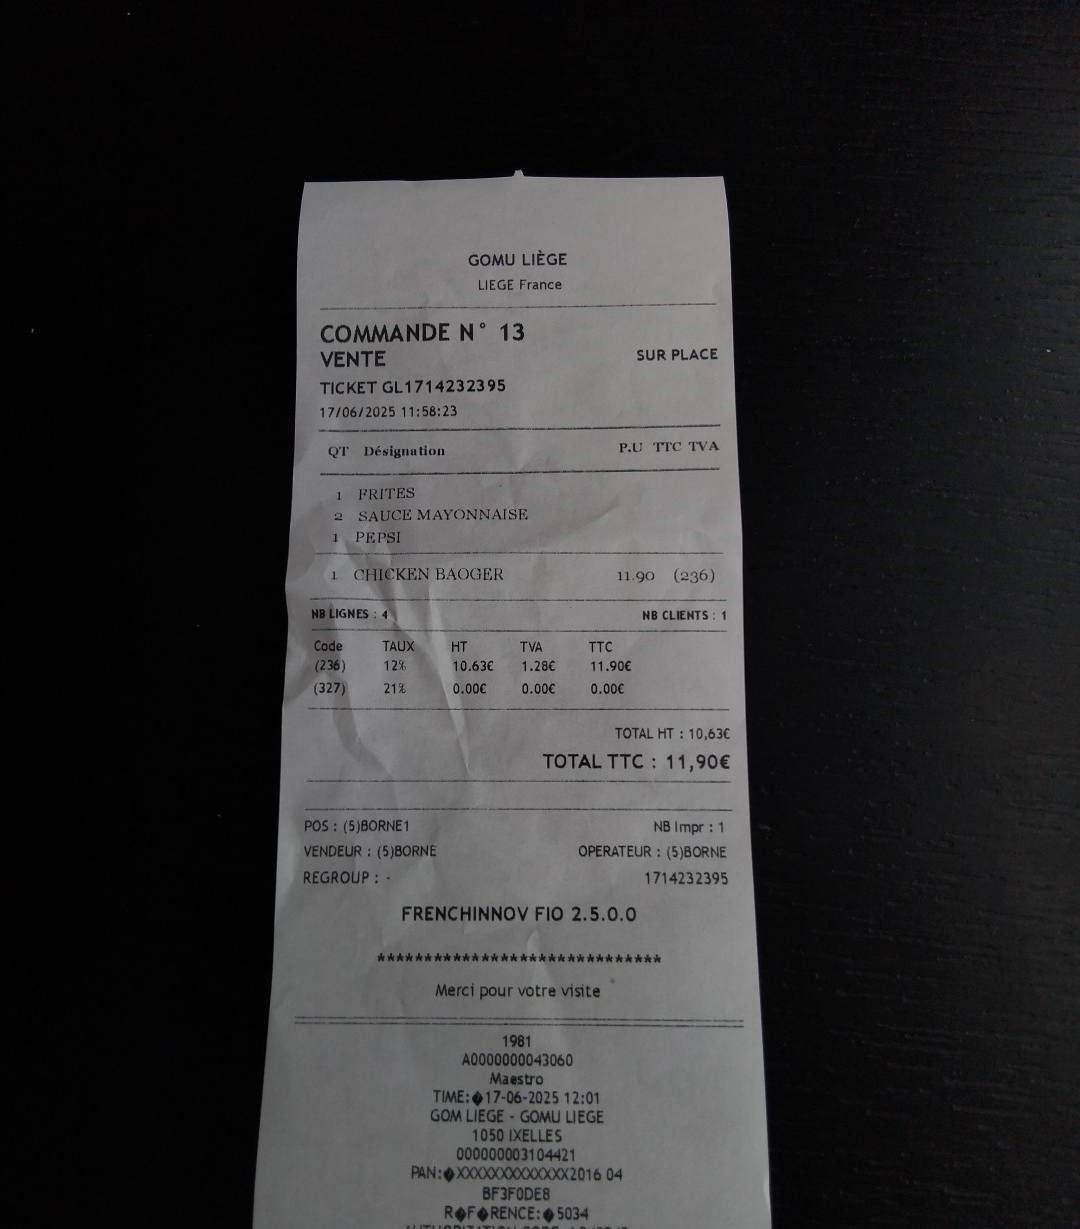 GOMU LIÈGE
LIEGE France
COMMANDE N° 13
VENTE SUR PLACE
TICKET GL1714232395
17/06/2025 11:58:23
QT Désignation P.U TTC TVA
1 FRITES
2 SAUCE MAYONNAISE
1 PEPSI
1 CHICKEN BAOGER 11.90 (236)
NB LIGNES : 4 NB CLIENTS : 1
Code TAUX HT TVA TTC
(236) 12% 10.63€ 1.28€ 11.90€
(327) 21% 0.00€ 0.00€ 0.00€
TOTAL HT : 10,63€
TOTAL TTC : 11,90€
POS : (5)BORNE1 NB Impr : 1
VENDEUR : (5)BORNE OPERATEUR : (5)BORNE
REGROUP : - 1714232395
FRENCHINNOV FIO 2.5.0.0
******************************
Merci pour votre visite
1981
A0000000043060
Maestro
TIME:�17-06-2025 12:01
GOM LIEGE - GOMU LIEGE
1050 IXELLES
000000003104421
PAN:�XXXXXXXXXXXXX2016 04
BF3F0DE8
R�F�RENCE:�5034